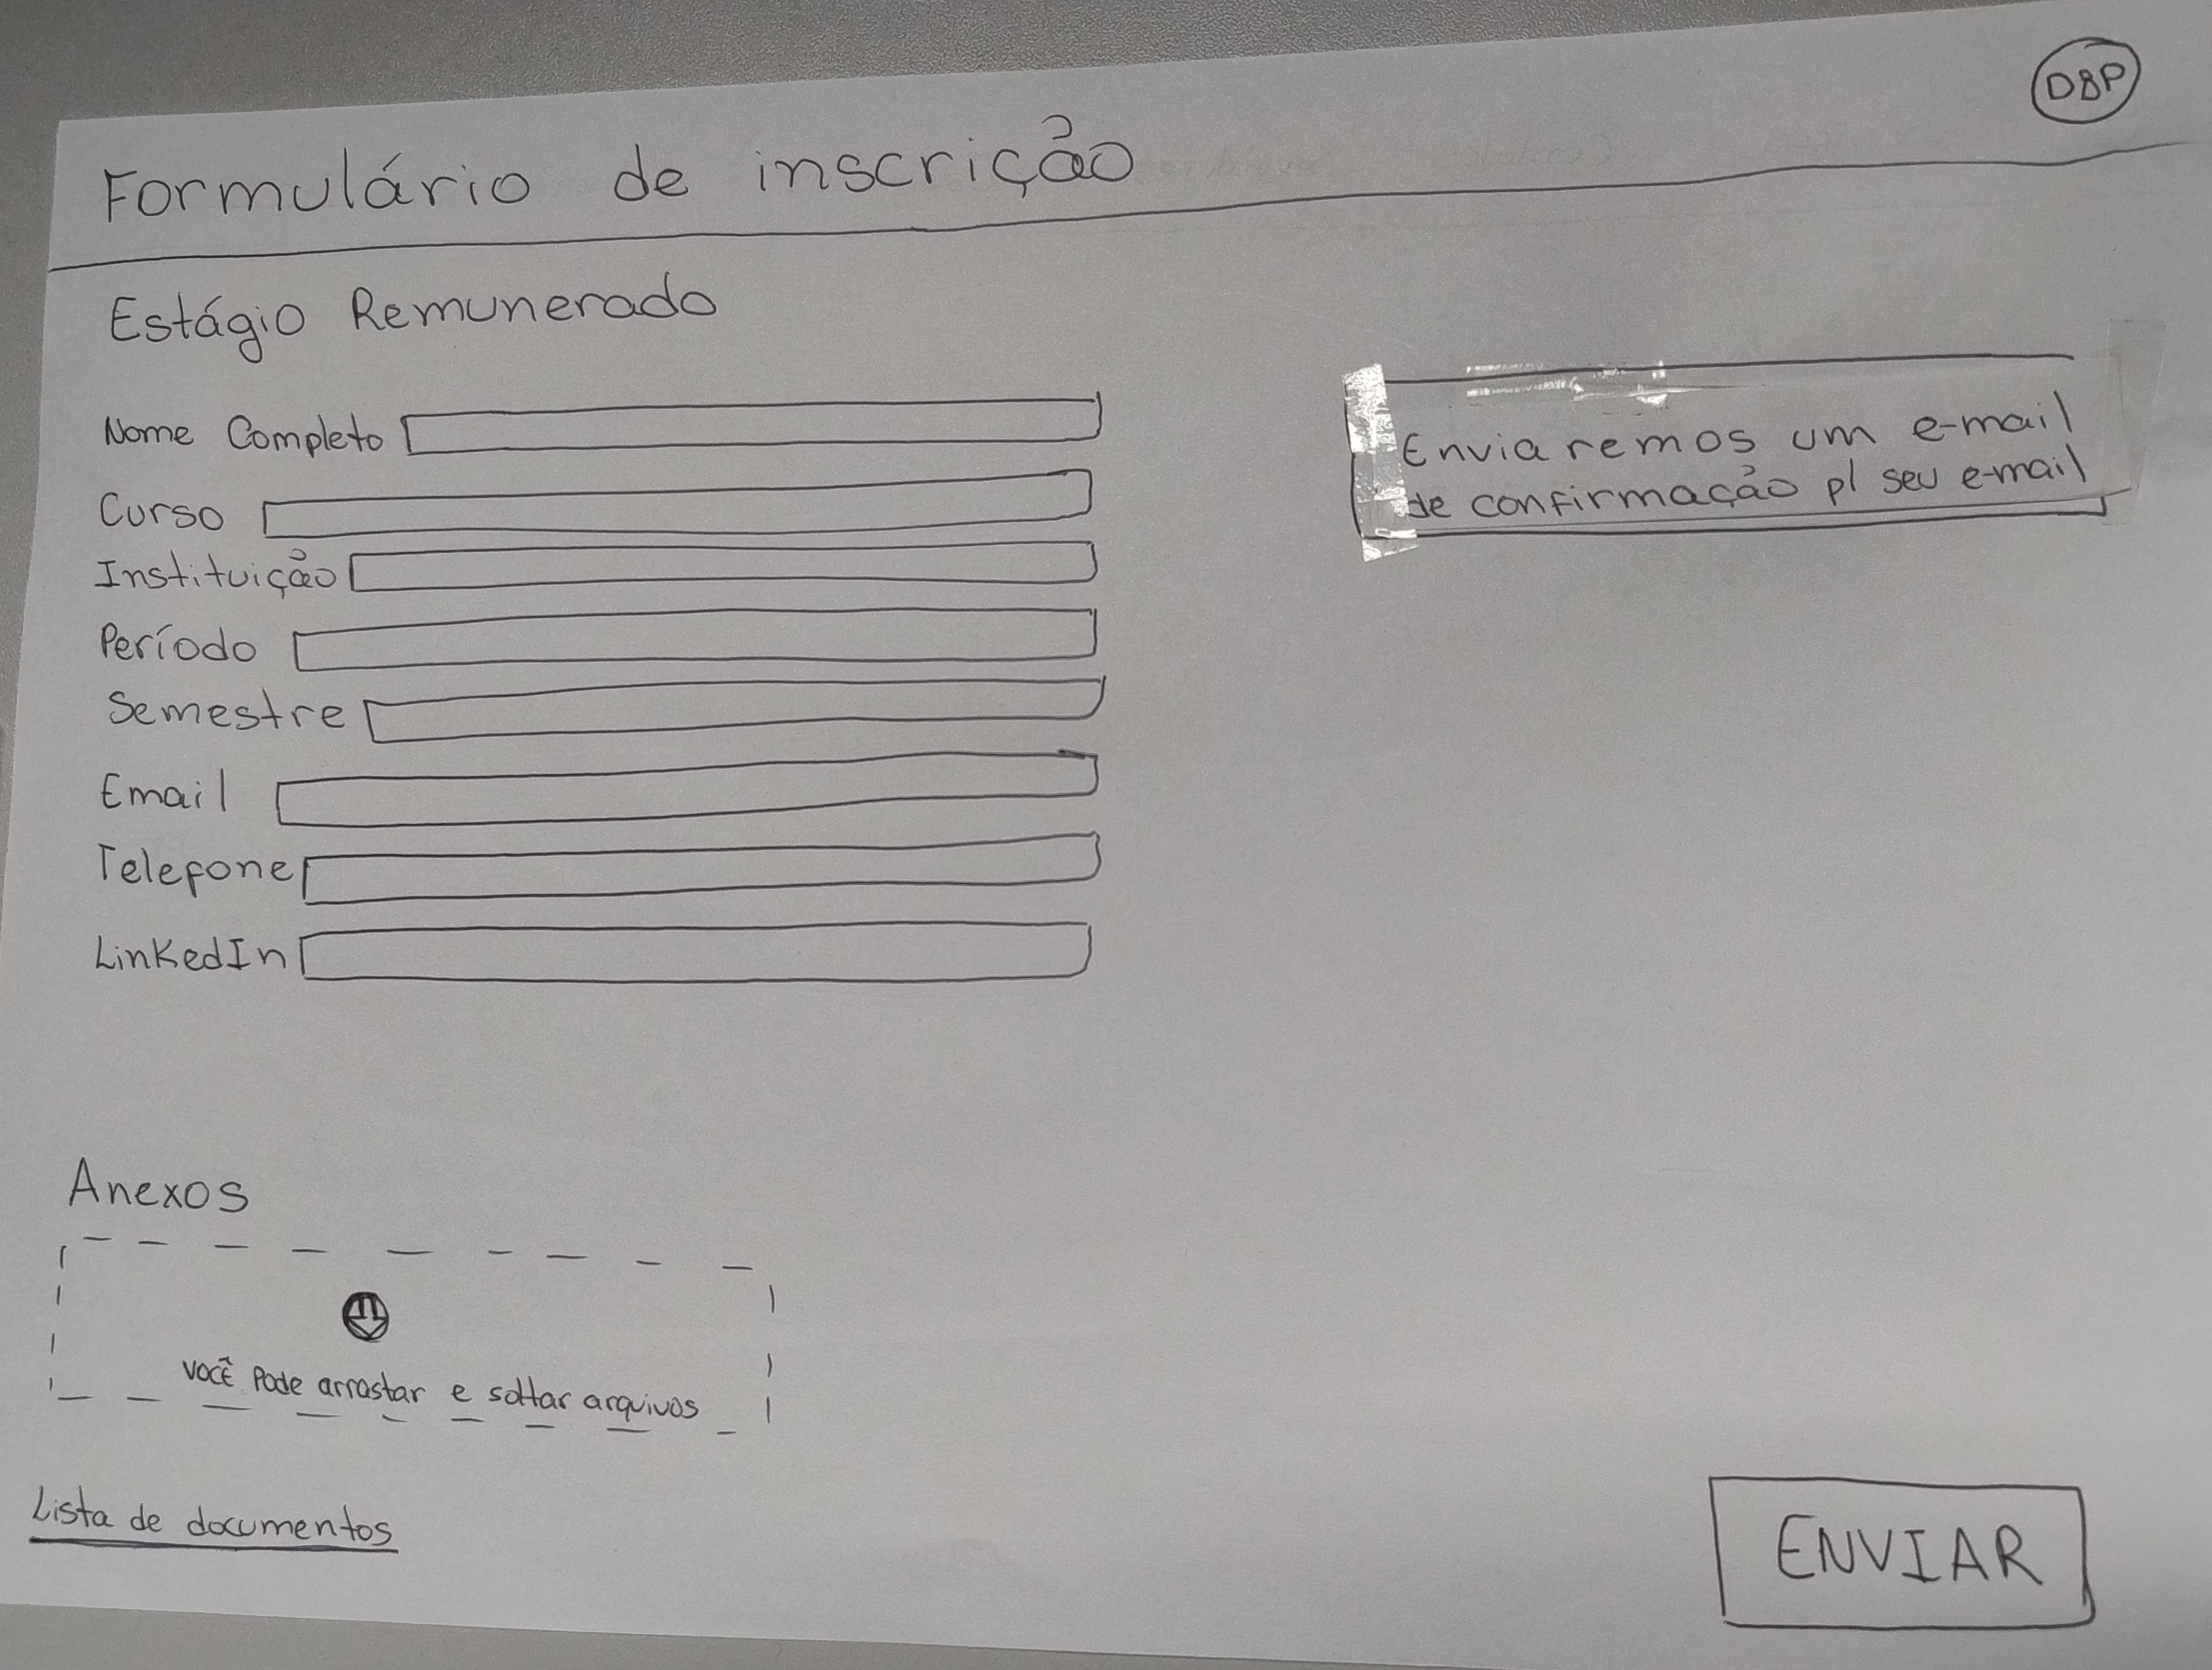 DBP
Formulário de inscrição
Estágio Remunerado
Nome Completo
Curso
Instituição
Período
Semestre
Email
Telefone
LinkedIn
Enviaremos um e-mail
de confirmação p/ seu e-mail
Anexos
VOCÊ Pode arrastar e soltar arquivos
Lista de documentos
ENVIAR